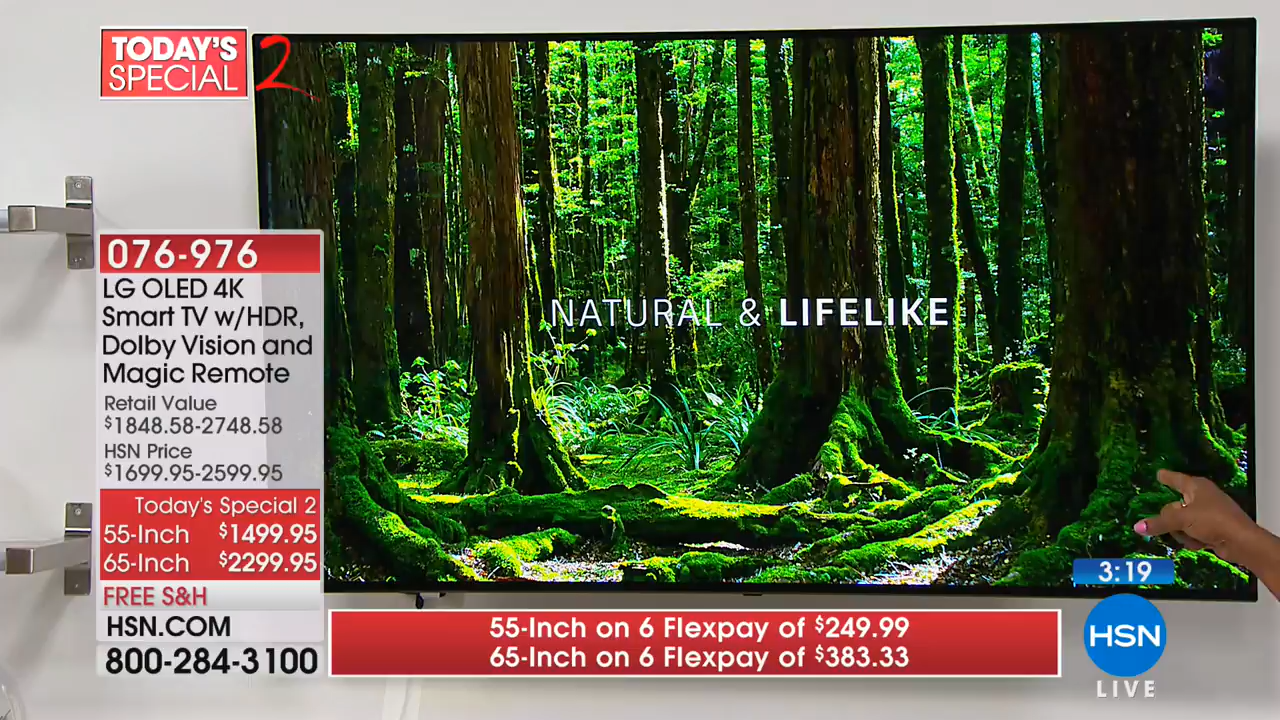 TODAY'S
SPECIAL 2
NATURAL & LIFELIKE
076-976
LG OLED 4K
Smart TV w/HDR,
Dolby Vision and
Magic Remote
Retail Value
$1848.58-2748.58
HSN Price
$1699.95-2599.95
Today's Special 2
55-Inch $1499.95
65-Inch $2299.95
FREE S&H
HSN.COM
800-284-3100
55-Inch on 6 Flexpay of $249.99
65-Inch on 6 Flexpay of $383.33
3:19
HSN
LIVE